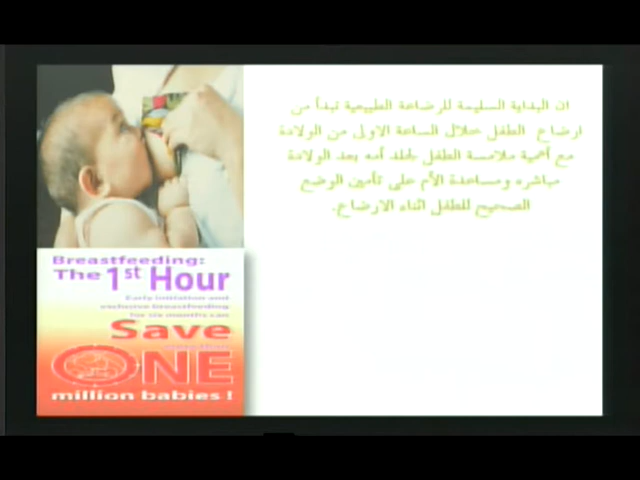 ان البداية السليمة للرضاعة الطبيعية تبدأ من
ارضاع الطفل خلال الساعة الاولى من الولادة
مع أهمية ملامسة الطفل لجلد أمه بعد الولادة
مباشره ومساعدة الأم على تأمين الوضع
الصحيح للطفل اثناء الارضاع.
Breastfeeding:
The 1st Hour
Early initiation and
exclusive breastfeeding
for six months can
Save
ONE
million babies !